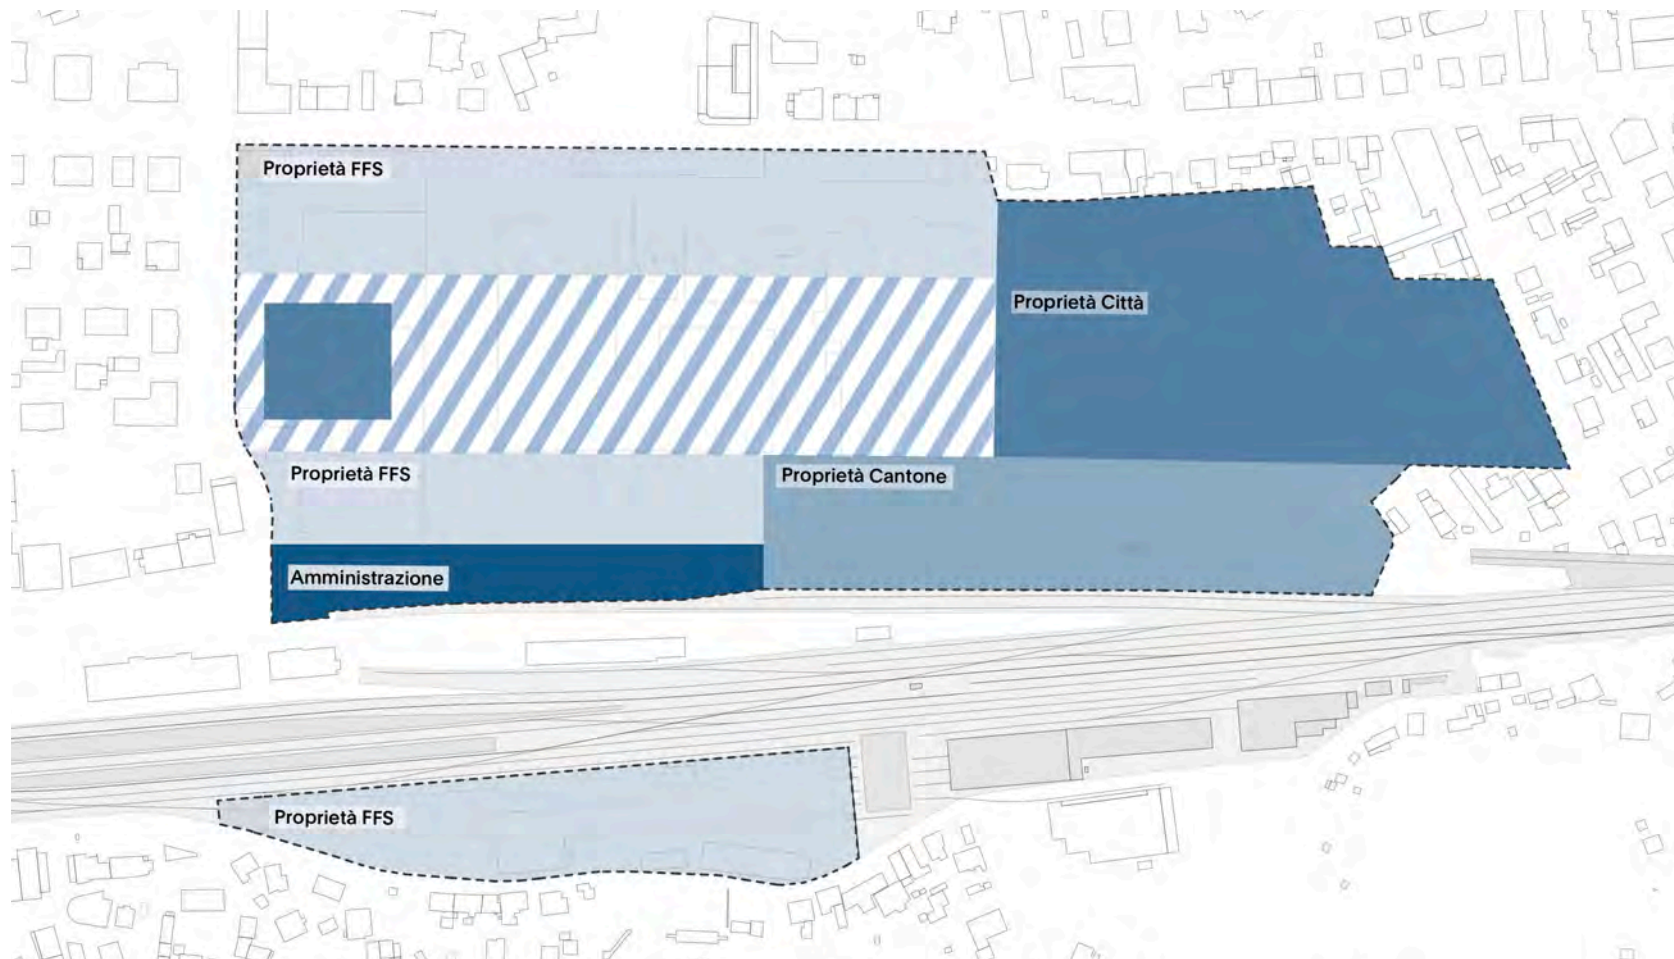 Proprietà FFS
Proprietà Città
Proprietà FFS
Proprietà Cantone
Amministrazione
Proprietà FFS